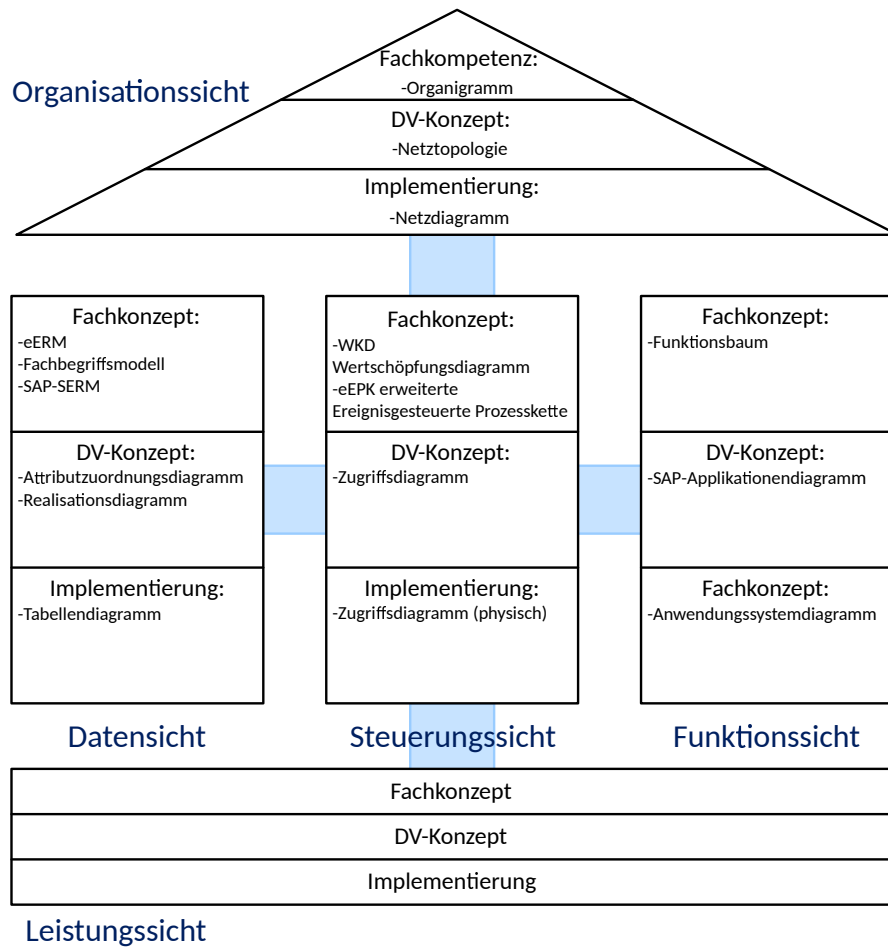 Fachkompetenz:
-Organigramm
Organisationssicht
DV-Konzept:
-Netztopologie
Implementierung:
-Netzdiagramm
Fachkonzept:
-eERM
-Fachbegriffsmodell
-SAP-SERM
DV-Konzept:
-Attributzuordnungsdiagramm
-Realisationsdiagramm
Implementierung:
-Tabellendiagramm
Datensicht
Fachkonzept:
-WKD
Wertschöpfungsdiagramm
-eEPK erweiterte
Ereignisgesteuerte Prozesskette
DV-Konzept:
-Zugriffsdiagramm
Implementierung:
-Zugriffsdiagramm (physisch)
Steuerungssicht
Fachkonzept:
-Funktionsbaum
DV-Konzept:
-SAP-Applikationendiagramm
Fachkonzept:
-Anwendungssystemdiagramm
Funktionssicht
Fachkonzept
DV-Konzept
Implementierung
Leistungssicht